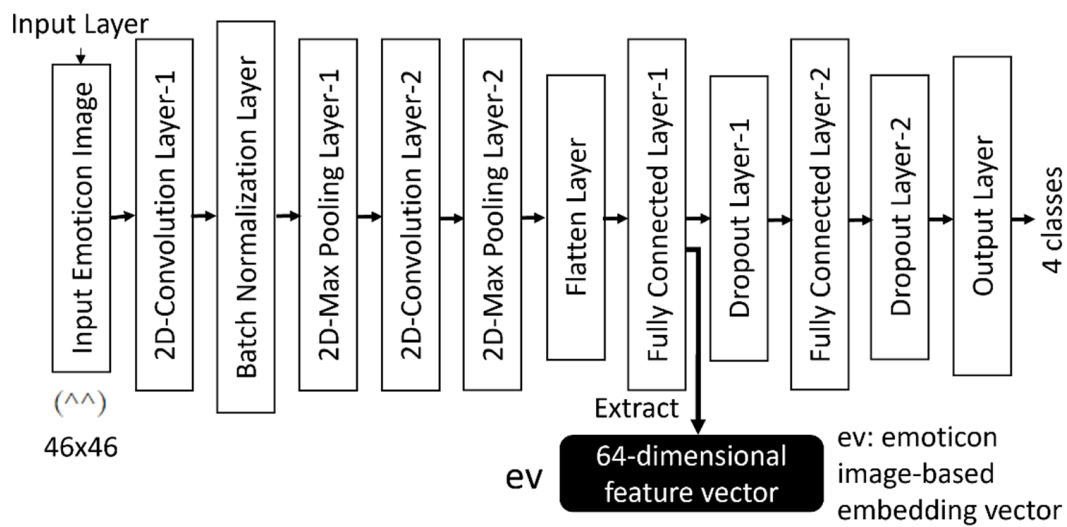 Input Layer
Input Emoticon Image
2D-Convolution Layer-1
Batch Normalization Layer
2D-Max Pooling Layer-1
2D-Convolution Layer-2
2D-Max Pooling Layer-2
Flatten Layer
Fully Connected Layer-1
Dropout Layer-1
Fully Connected Layer-2
Dropout Layer-2
Output Layer
4 classes
(^^)
46x46
Extract
ev
64-dimensional
feature vector
ev: emoticon
image-based
embedding vector